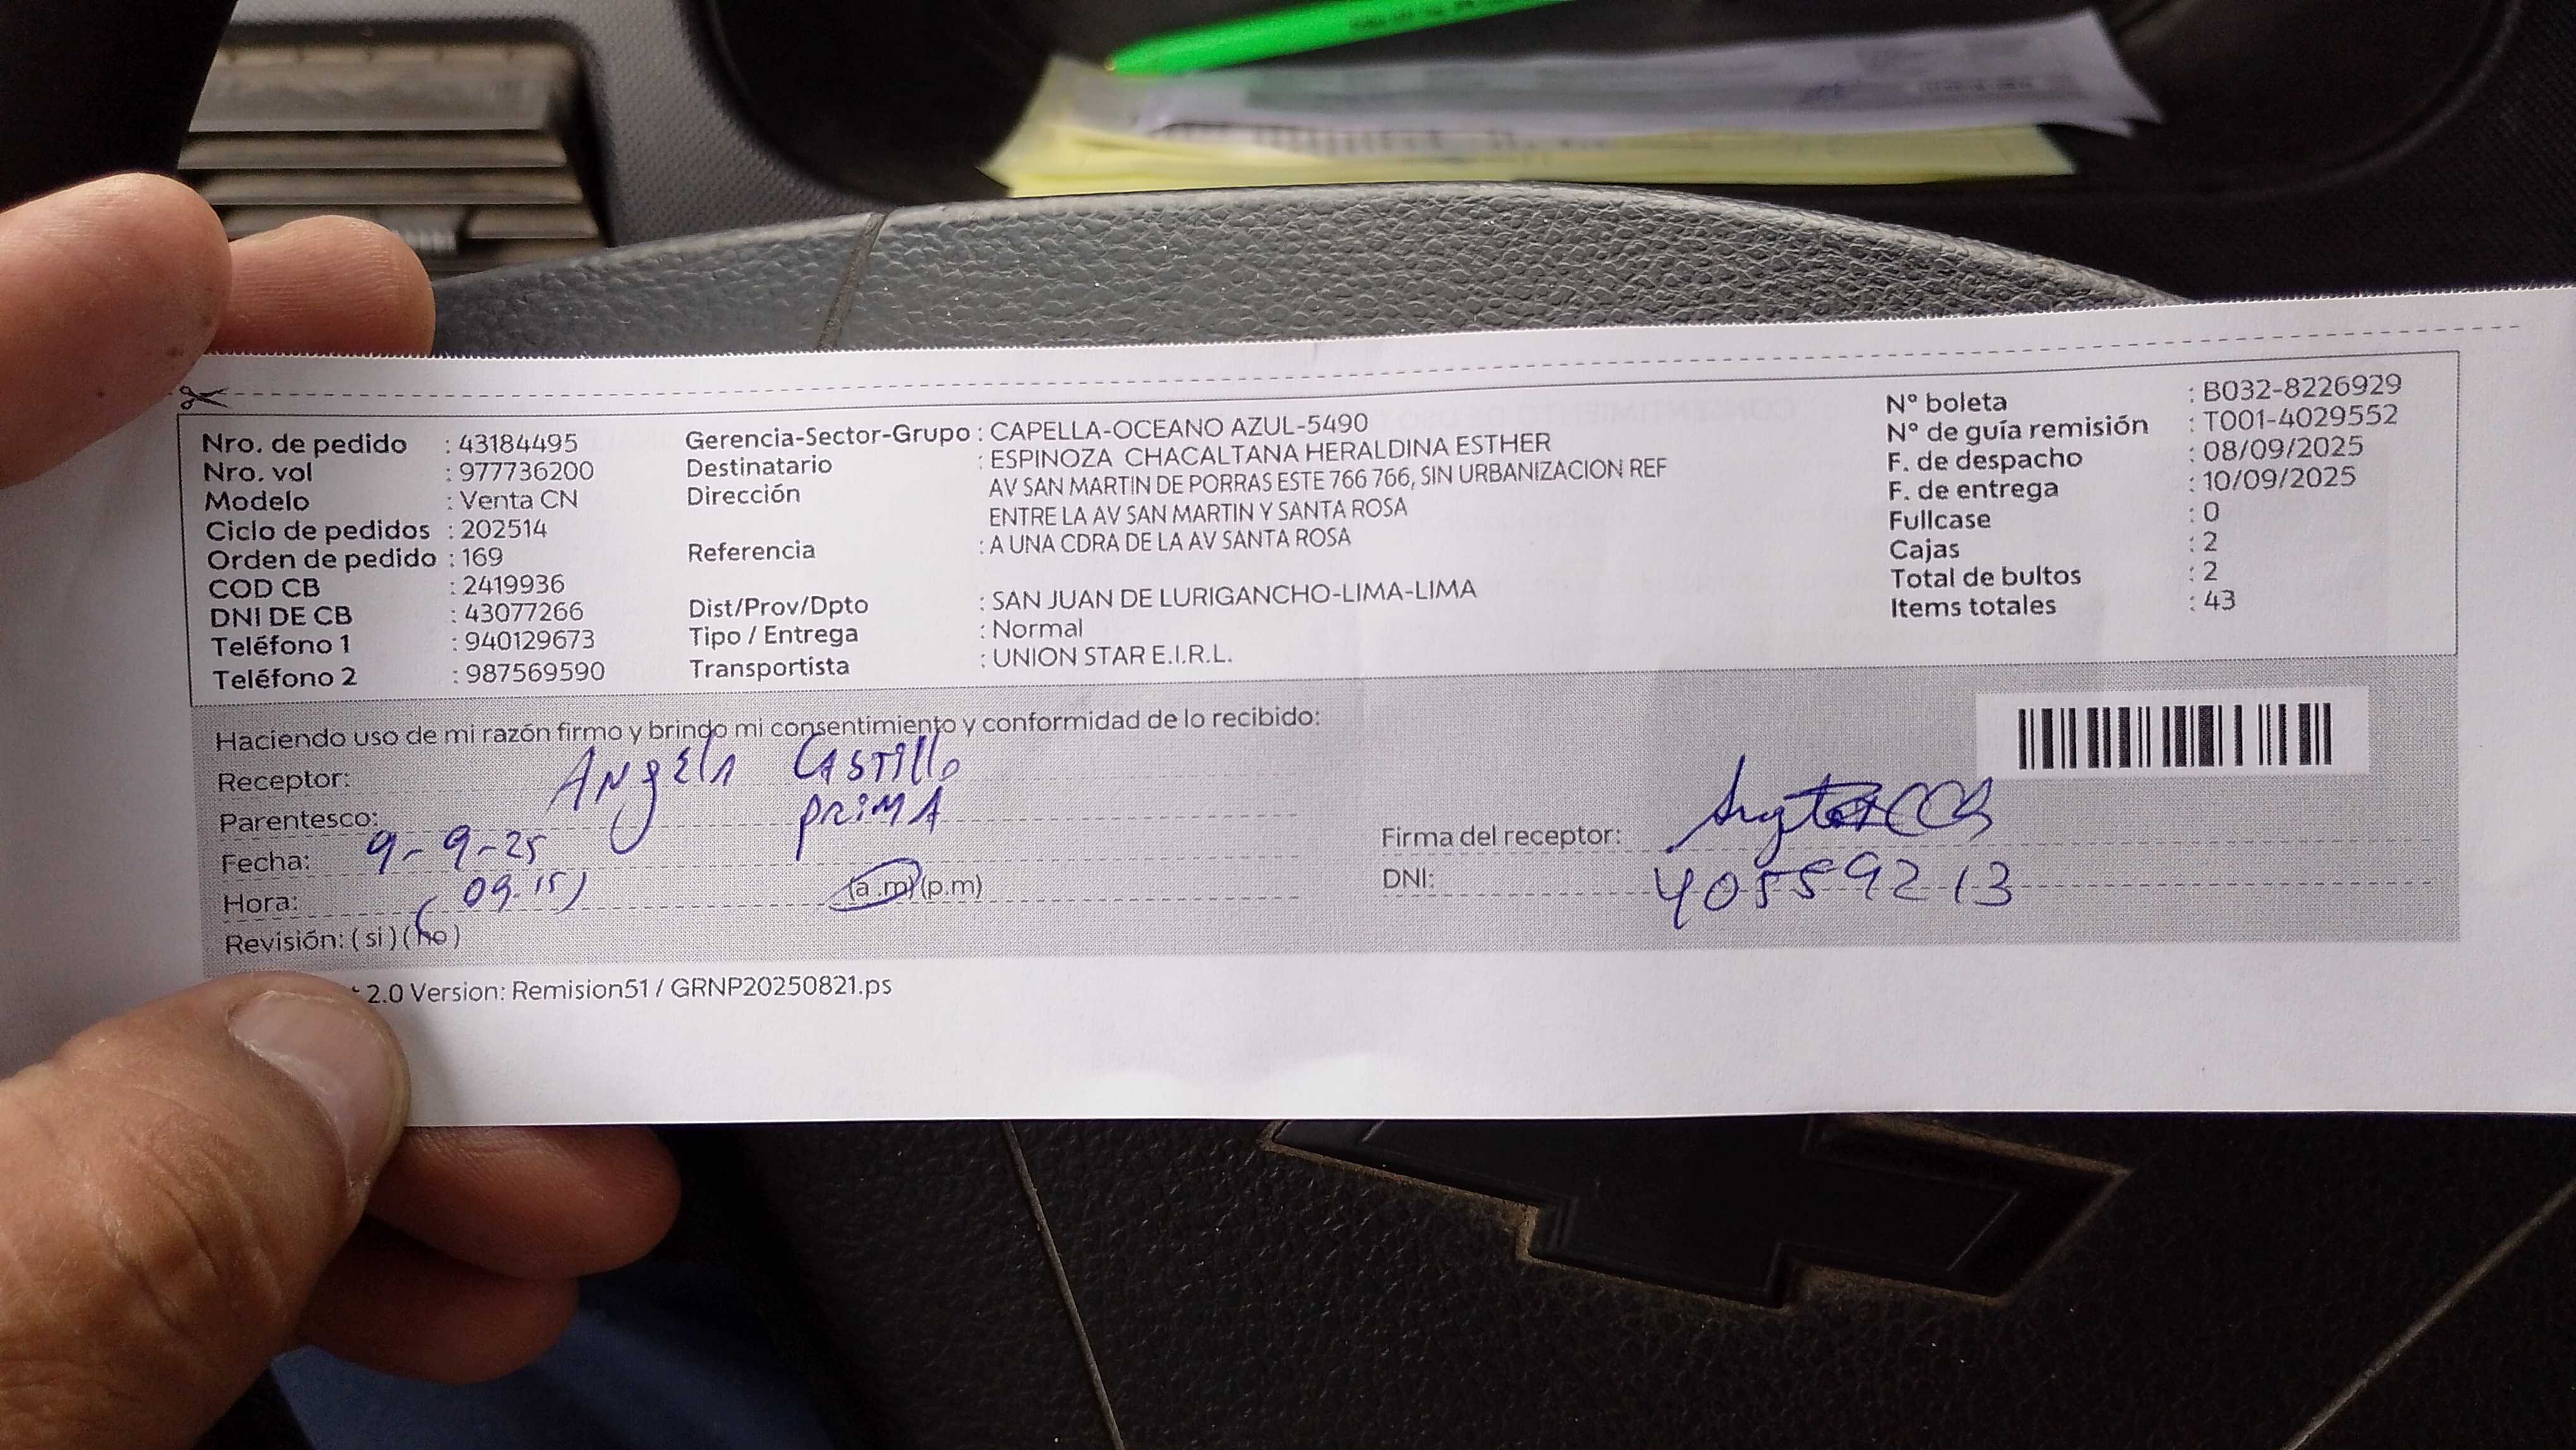 Nro. de pedido : 43184495
Nro. vol : 977736200
Modelo : Venta CN
Ciclo de pedidos : 202514
Orden de pedido : 169
COD CB : 2419936
DNI DE CB : 43077266
Teléfono 1 : 940129673
Teléfono 2 : 987569590
Gerencia-Sector-Grupo : CAPELLA-OCEANO AZUL-5490
Destinatario : ESPINOZA CHACALTANA HERALDINA ESTHER
Dirección AV SAN MARTIN DE PORRAS ESTE 766 766, SIN URBANIZACION REF
ENTRE LA AV SAN MARTIN Y SANTA ROSA
Referencia : A UNA CDRA DE LA AV SANTA ROSA
Dist/Prov/Dpto : SAN JUAN DE LURIGANCHO-LIMA-LIMA
Tipo / Entrega : Normal
Transportista : UNION STAR E.I.R.L.
N° boleta : B032-8226929
N° de guía remisión : T001-4029552
F. de despacho : 08/09/2025
F. de entrega : 10/09/2025
Fullcase : 0
Cajas : 2
Total de bultos : 2
Items totales : 43
Haciendo uso de mi razón firmo y brindo mi consentimiento y conformidad de lo recibido:
Receptor: Angela Castillo
Parentesco: PRIMA
Fecha: 9-9-25
Hora: (09.15) (a.m) (p.m)
Revisión: (si) (no)
Firma del receptor:
DNI: 40559213
2.0 Version: Remision51 / GRNP20250821.ps